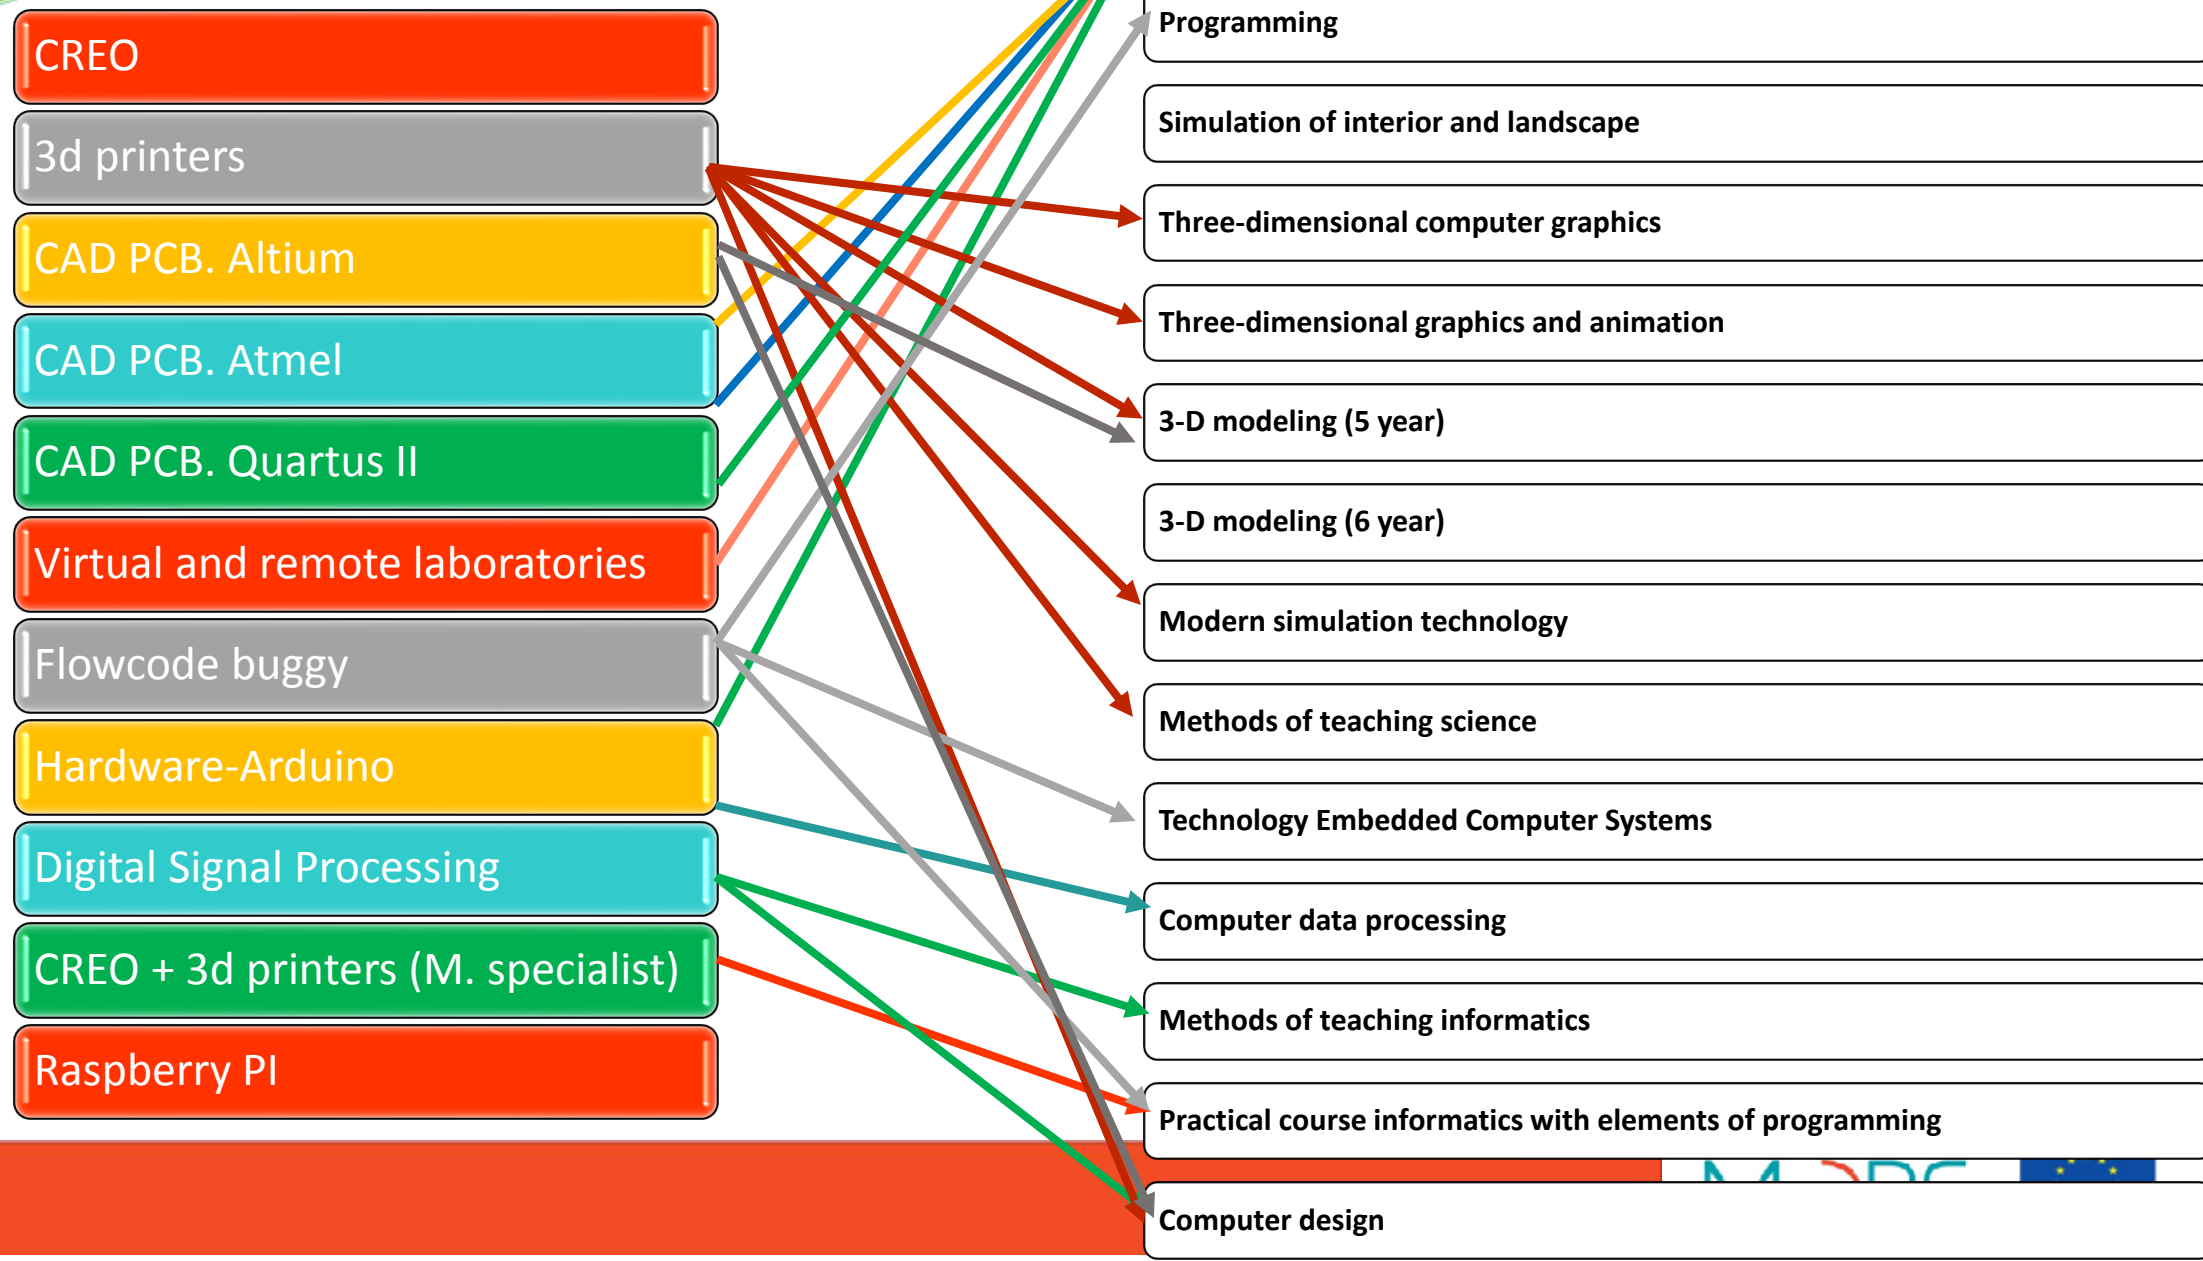 CREO
3d printers
CAD PCB. Altium
CAD PCB. Atmel
CAD PCB. Quartus II
Virtual and remote laboratories
Flowcode buggy
Hardware-Arduino
Digital Signal Processing
CREO + 3d printers (M. specialist)
Raspberry PI
Programming
Simulation of interior and landscape
Three-dimensional computer graphics
Three-dimensional graphics and animation
3-D modeling (5 year)
3-D modeling (6 year)
Modern simulation technology
Methods of teaching science
Technology Embedded Computer Systems
Computer data processing
Methods of teaching informatics
Practical course informatics with elements of programming
Computer design